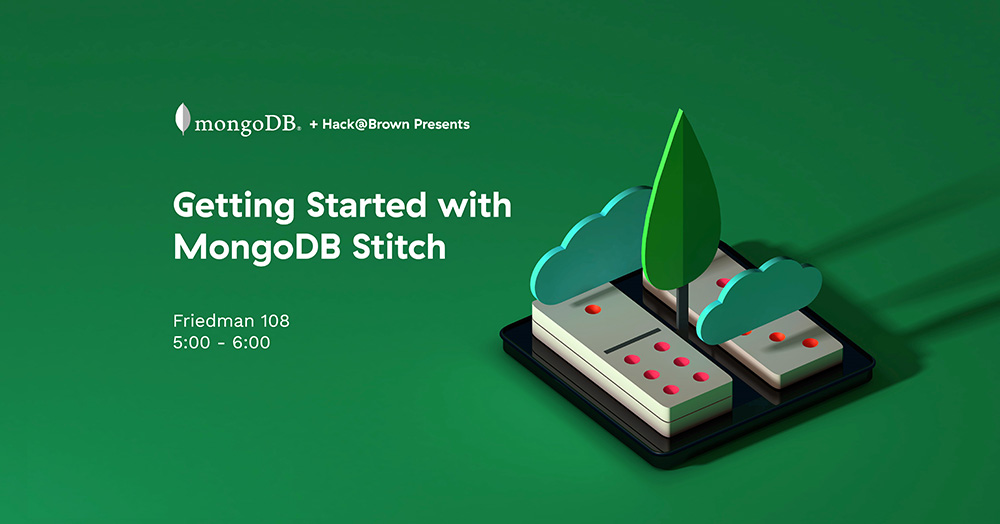 mongoDB® + Hack@Brown Presents
Getting Started with
MongoDB Stitch
Friedman 108
5:00 - 6:00